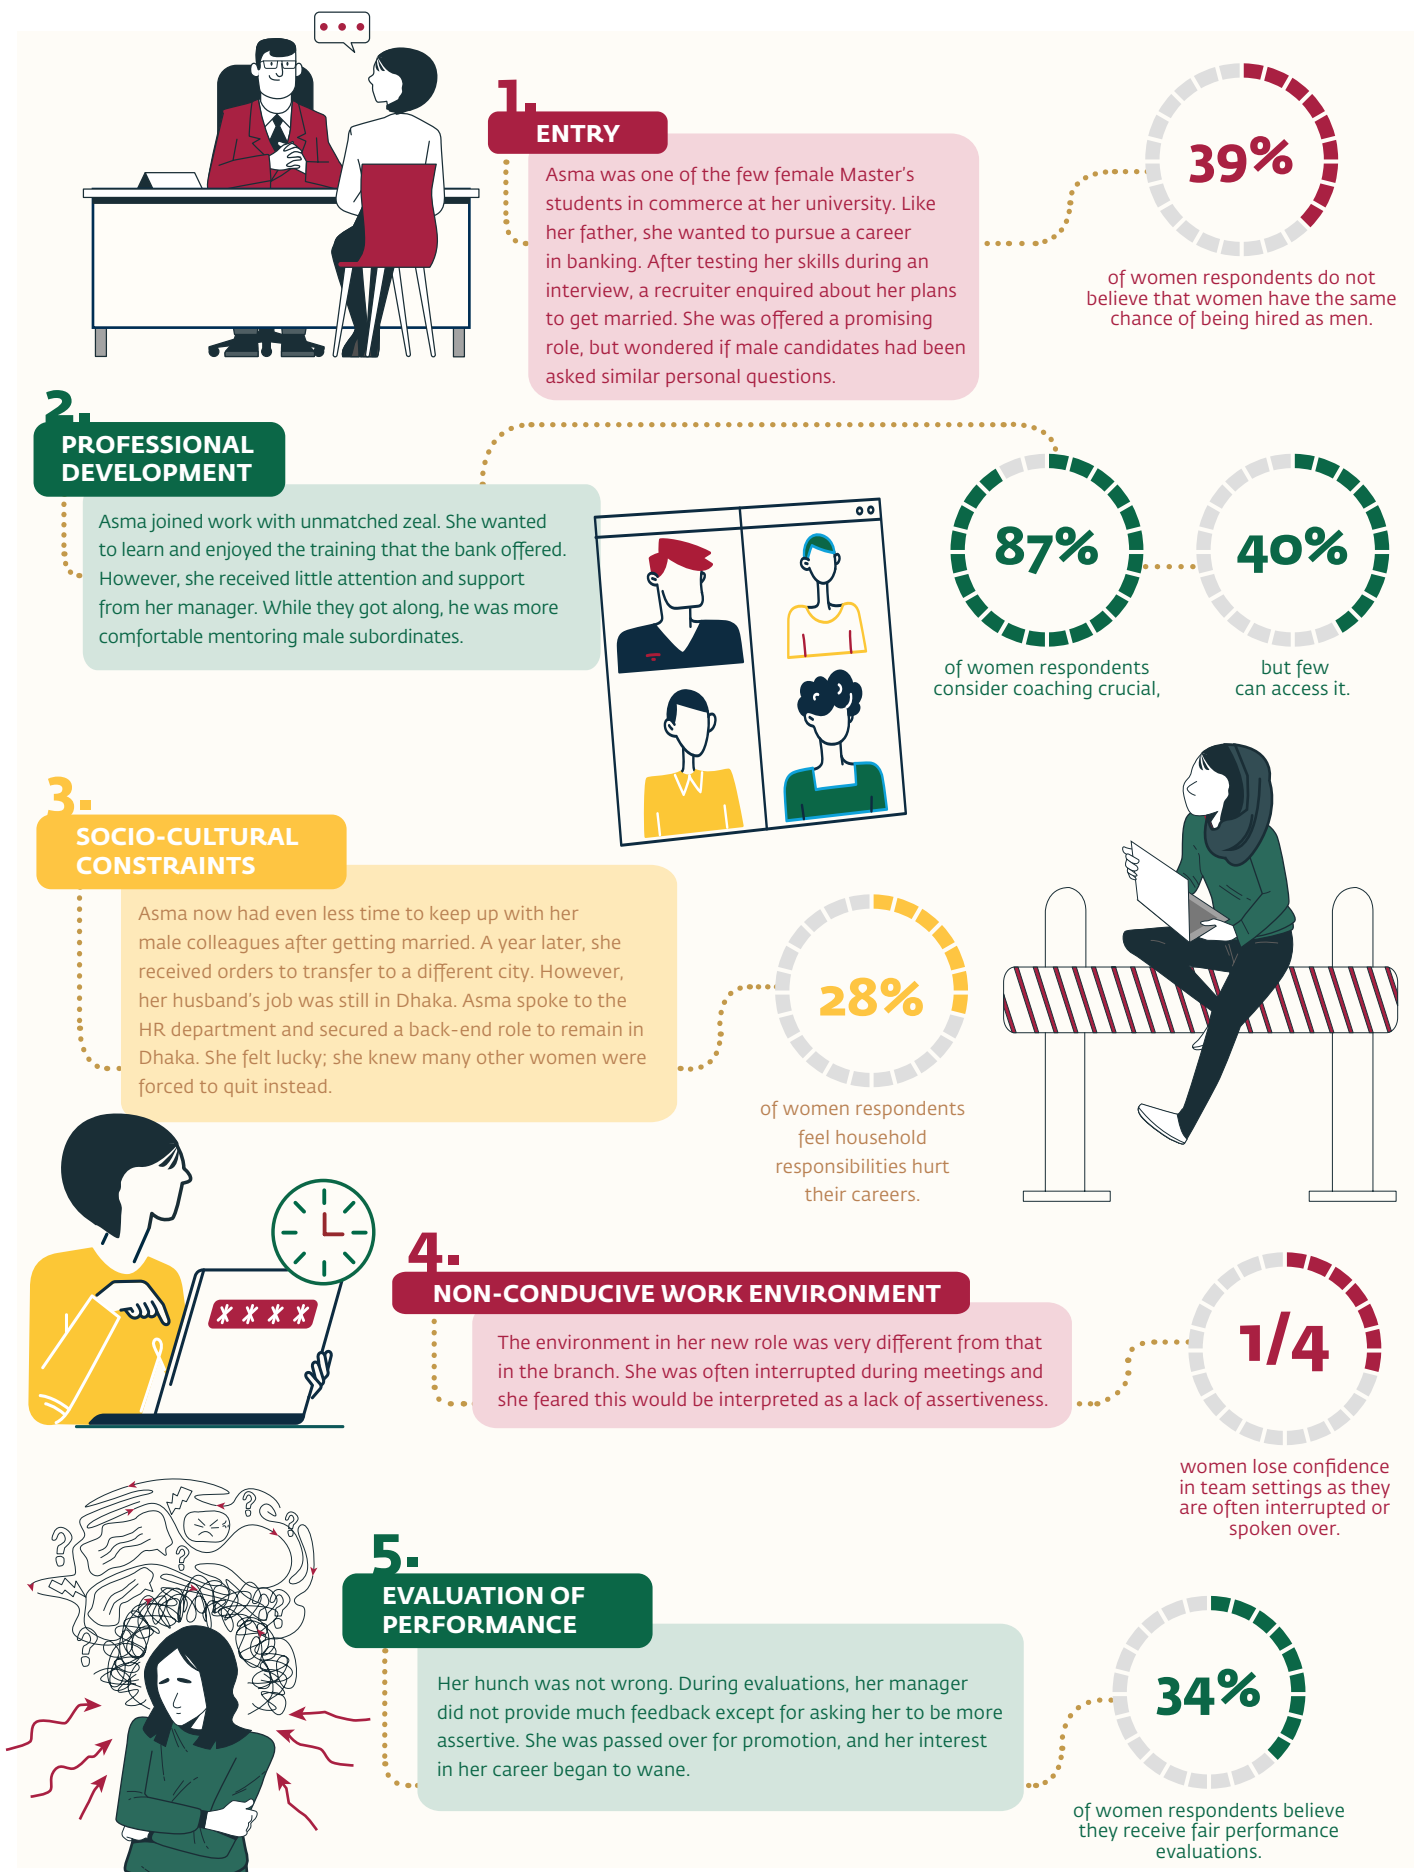 1.
ENTRY
Asma was one of the few female Master's
students in commerce at her university. Like
her father, she wanted to pursue a career
in banking. After testing her skills during an
interview, a recruiter enquired about her plans
to get married. She was offered a promising
role, but wondered if male candidates had been
asked similar personal questions.
39%
of women respondents do not
believe that women have the same
chance of being hired as men.
2.
PROFESSIONAL
DEVELOPMENT
Asma joined work with unmatched zeal. She wanted
to learn and enjoyed the training that the bank offered.
However, she received little attention and support
from her manager. While they got along, he was more
comfortable mentoring male subordinates.
87%
of women respondents
consider coaching crucial,
40%
but few
can access it.
3.
SOCIO-CULTURAL
CONSTRAINTS
Asma now had even less time to keep up with her
male colleagues after getting married. A year later, she
received orders to transfer to a different city. However,
her husband's job was still in Dhaka. Asma spoke to the
HR department and secured a back-end role to remain in
Dhaka. She felt lucky; she knew many other women were
forced to quit instead.
28%
of women respondents
feel household
responsibilities hurt
their careers.
4.
NON-CONDUCIVE WORK ENVIRONMENT
The environment in her new role was very different from that
in the branch. She was often interrupted during meetings and
she feared this would be interpreted as a lack of assertiveness.
1/4
women lose confidence
in team settings as they
are often interrupted or
spoken over.
5.
EVALUATION OF
PERFORMANCE
Her hunch was not wrong. During evaluations, her manager
did not provide much feedback except for asking her to be more
assertive. She was passed over for promotion, and her interest
in her career began to wane.
34%
of women respondents believe
they receive fair performance
evaluations.